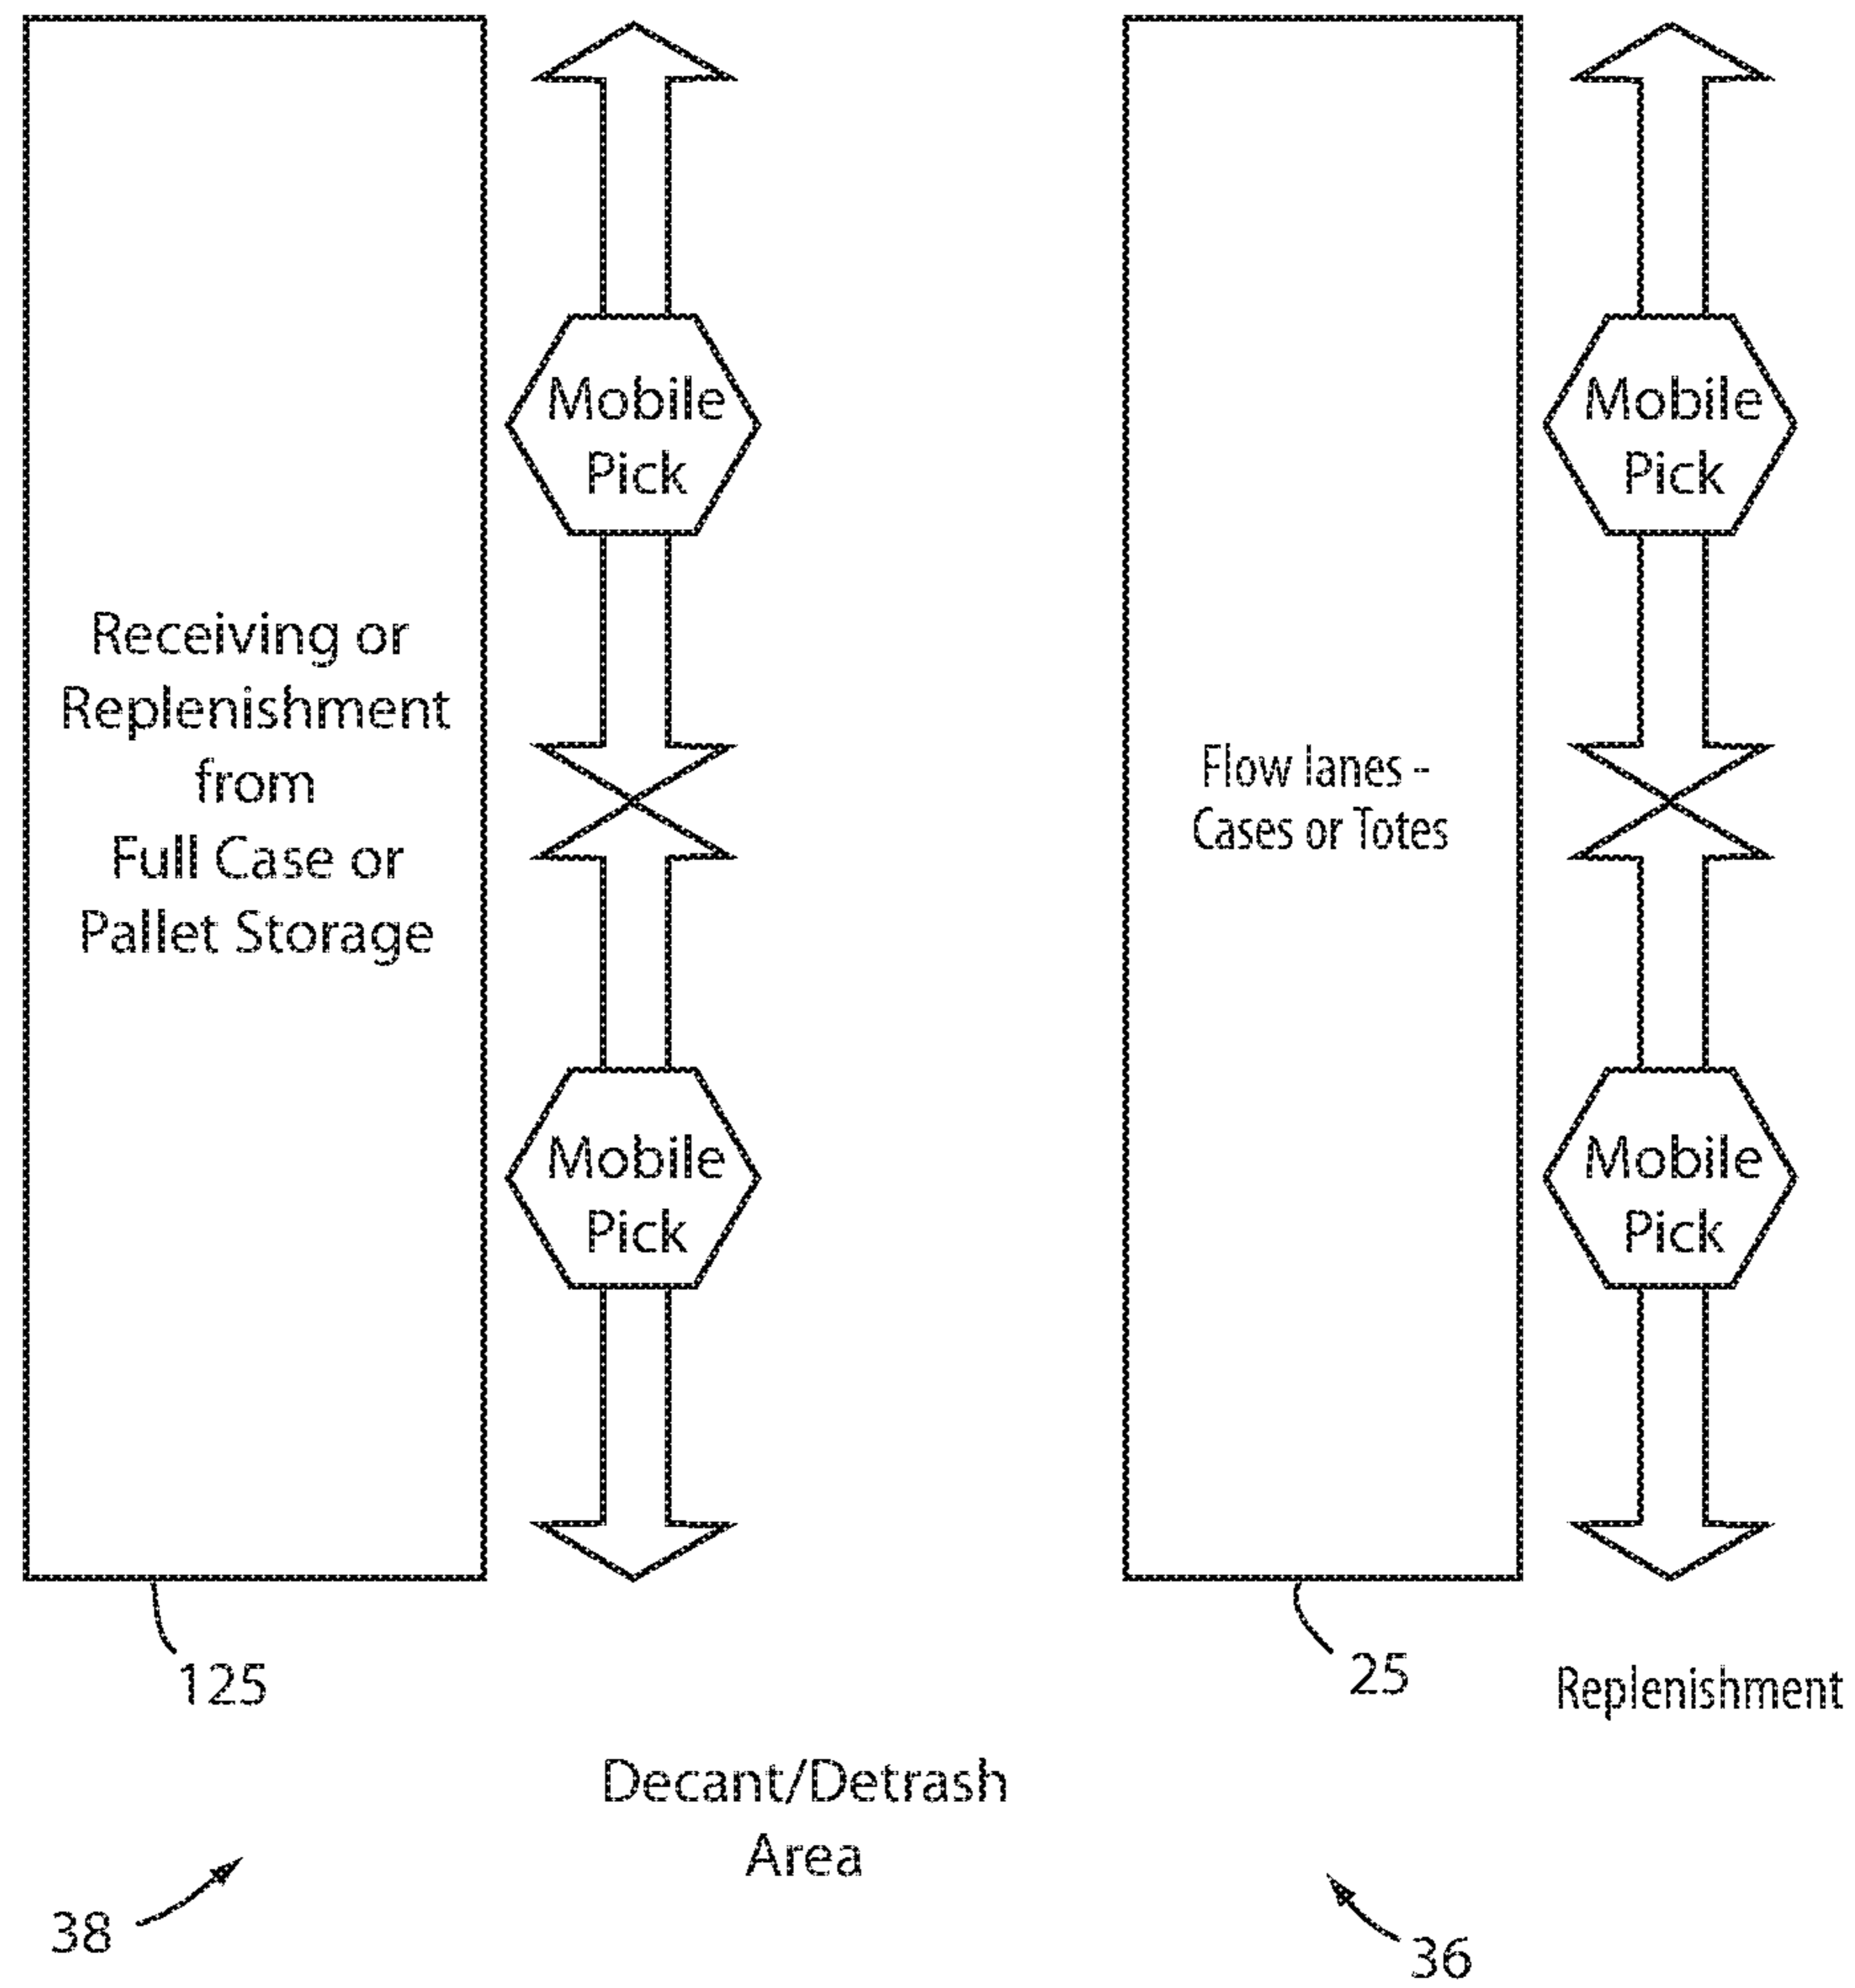 Mobile
Pick
Mobile
Pick
Receiving or
Replenishment
from
Full Case or
Pallet Storage
Flow lanes --
Cases or Totes
Mobile
Pick
Mobile
Pick
125
25
Replenishment
Decant/Detrash
Area
38
36